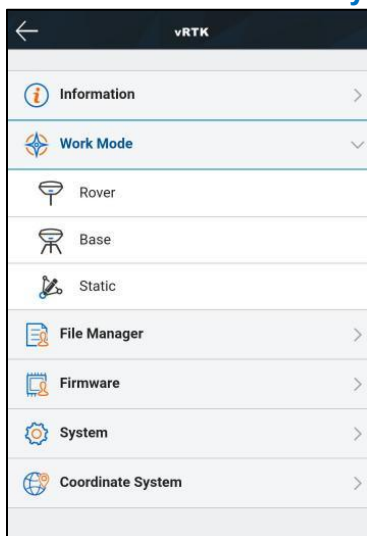 vRTK
Information
Work Mode
Rover
Base
Static
File Manager
Firmware
System
Coordinate System